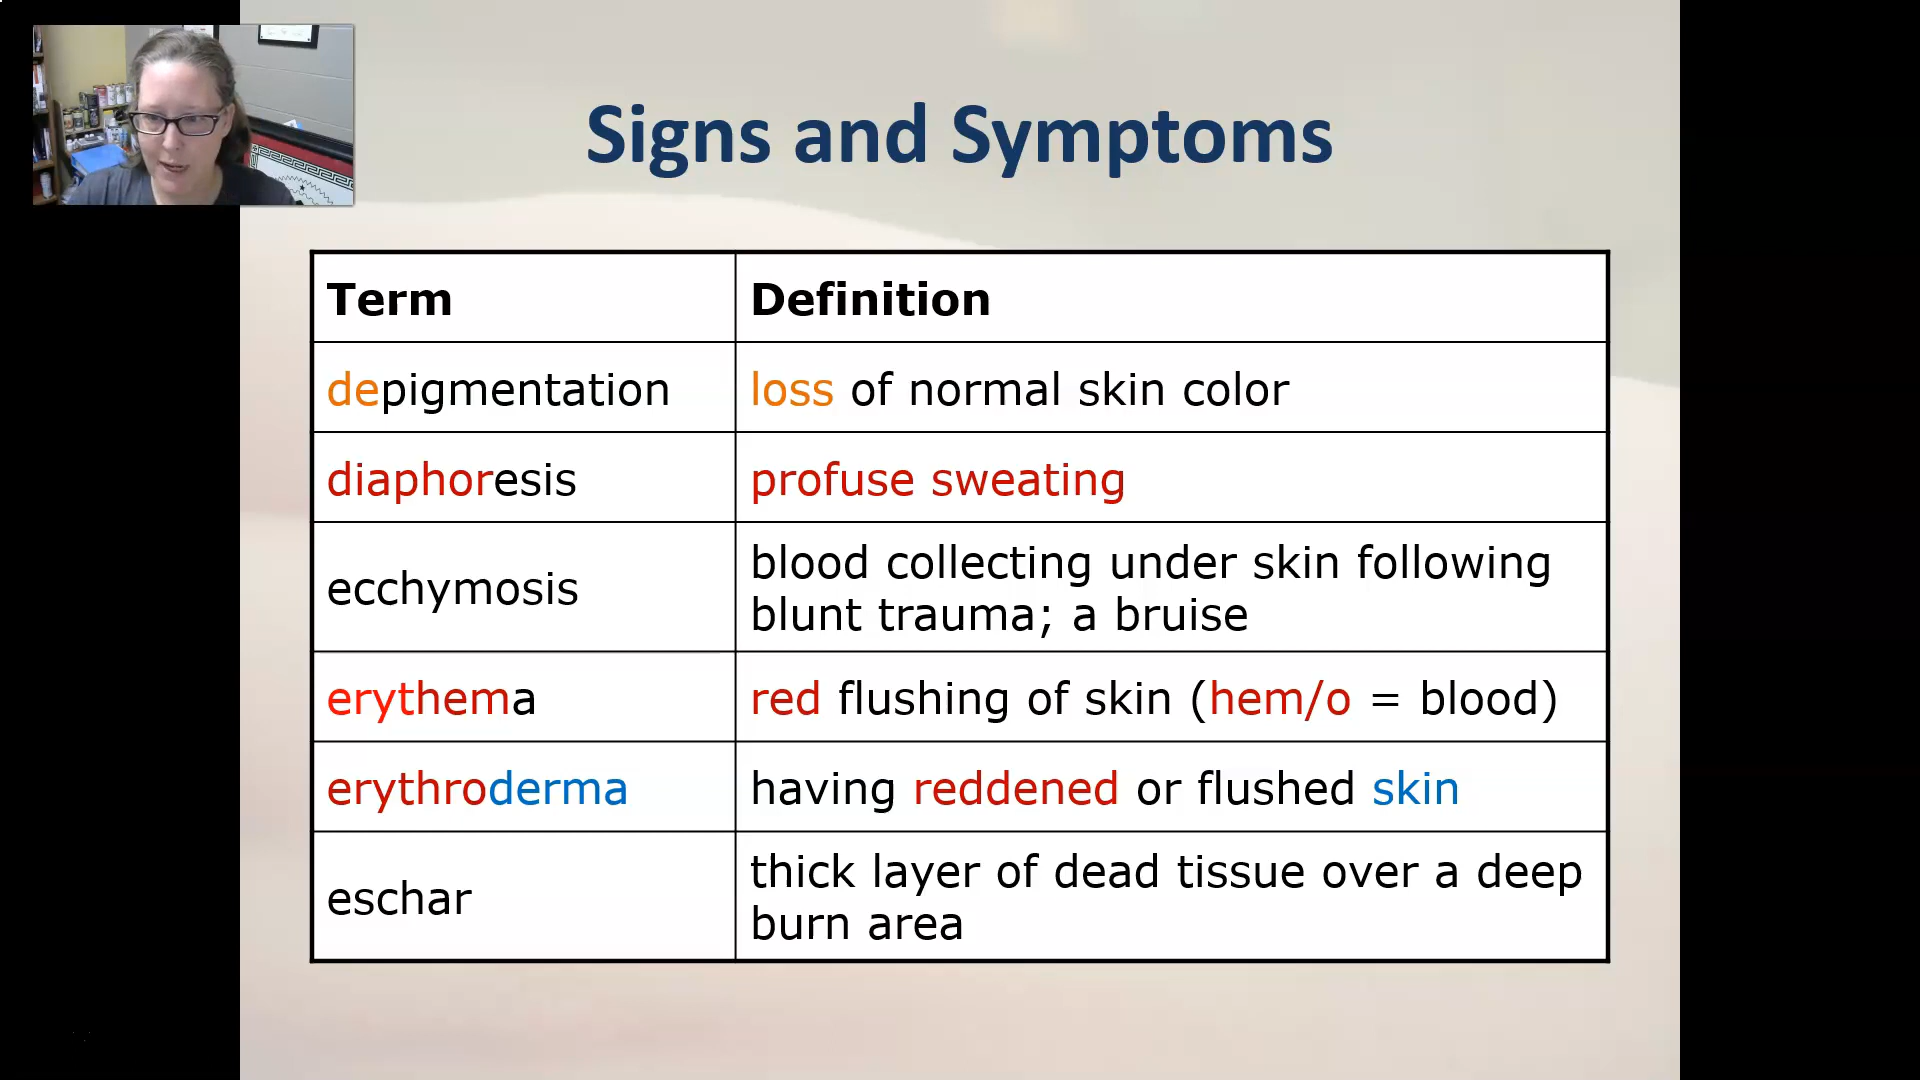 Signs and Symptoms
Term Definition
depigmentation loss of normal skin color
diaphoresis profuse sweating
ecchymosis blood collecting under skin following
blunt trauma; a bruise
erythema red flushing of skin (hem/o = blood)
erythroderma having reddened or flushed skin
eschar thick layer of dead tissue over a deep
burn area